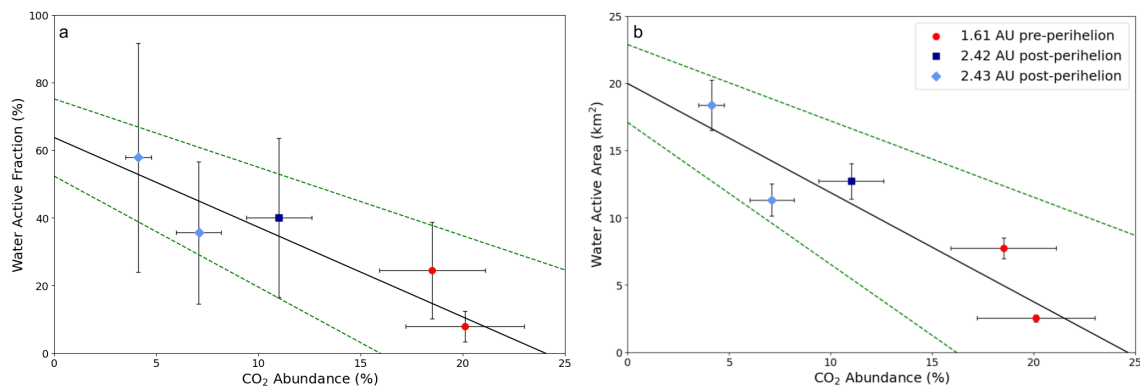 a
100
80
60
40
20
0
Water Active Fraction (%)
0 5 10 15 20 25
CO₂ Abundance (%)
b
1.61 AU pre-perihelion
2.42 AU post-perihelion
2.43 AU post-perihelion
25
20
15
10
5
0
Water Active Area (km²)
0 5 10 15 20 25
CO₂ Abundance (%)